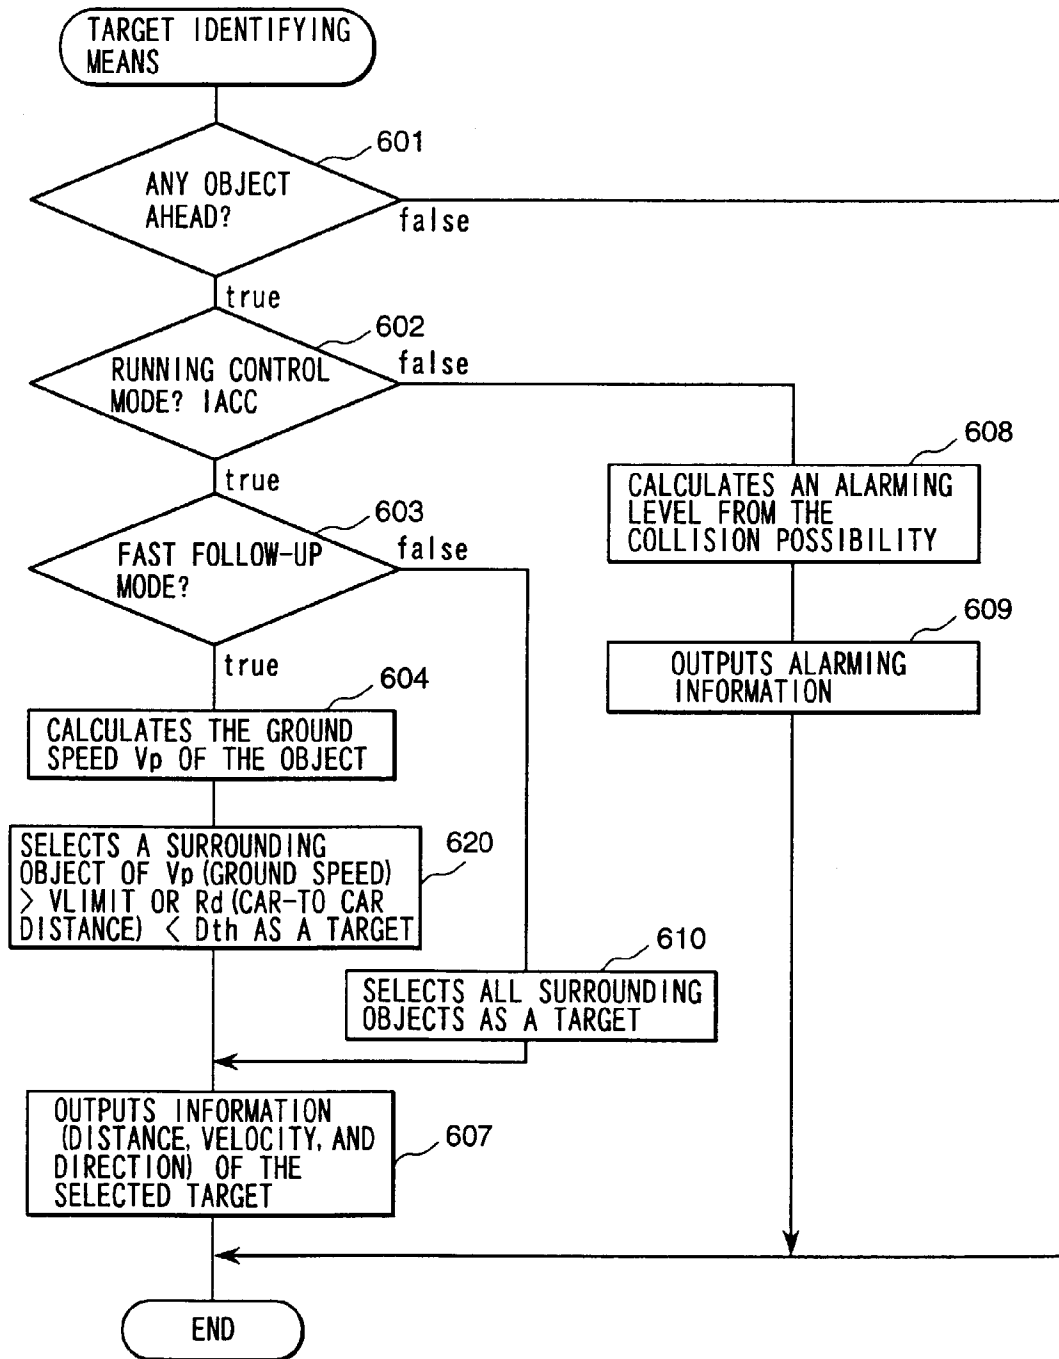 TARGET IDENTIFYING
MEANS
601
ANY OBJECT
AHEAD?
false
true
602
RUNNING CONTROL
MODE? IACC
false
true
603
FAST FOLLOW-UP
MODE?
false
true
604
CALCULATES THE GROUND
SPEED Vp OF THE OBJECT
SELECTS A SURROUNDING
OBJECT OF Vp (GROUND SPEED)
> VLIMIT OR Rd (CAR-TO CAR
DISTANCE) < Dth AS A TARGET
620
608
CALCULATES AN ALARMING
LEVEL FROM THE
COLLISION POSSIBILITY
609
OUTPUTS ALARMING
INFORMATION
610
SELECTS ALL SURROUNDING
OBJECTS AS A TARGET
OUTPUTS INFORMATION
(DISTANCE, VELOCITY, AND
DIRECTION) OF THE
SELECTED TARGET
607
END